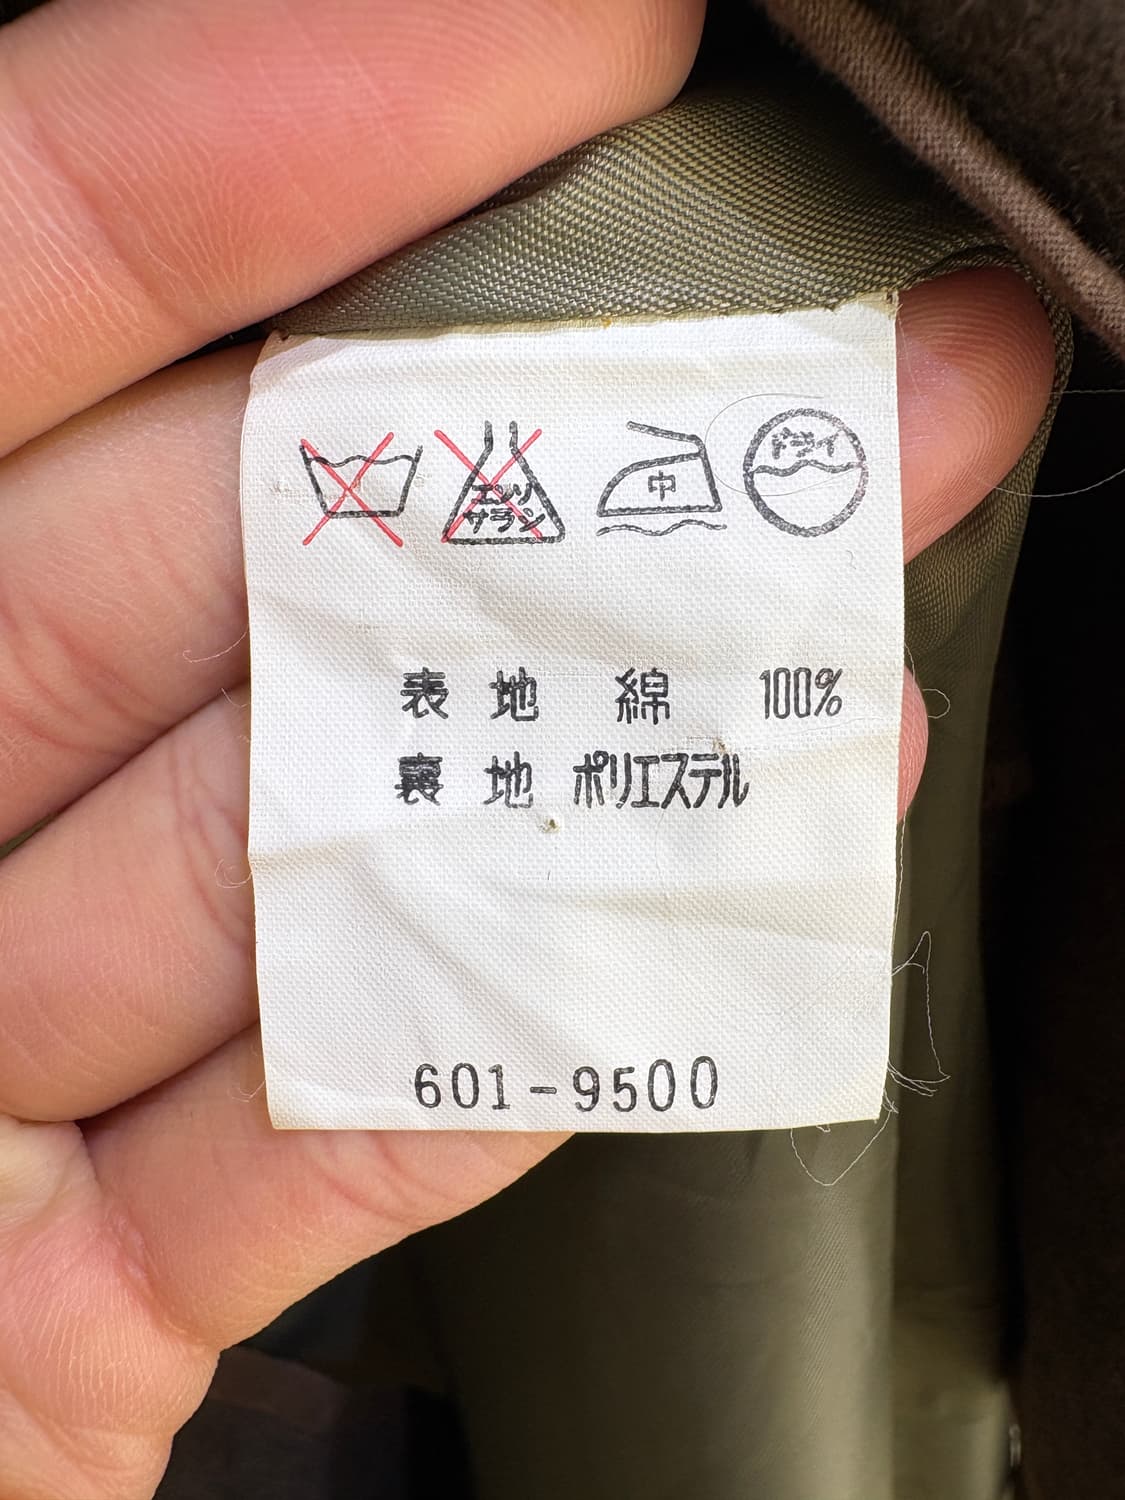 エンソ
サラシ
中
ドライ
表地 綿 100%
裏地 ポリエステル
601-9500